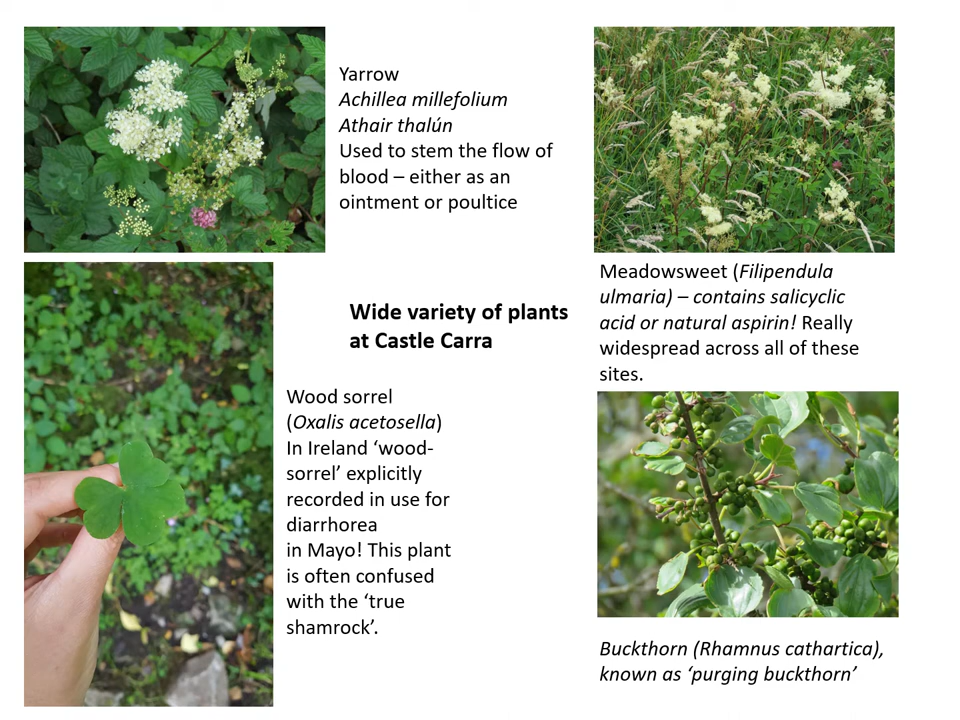 Yarrow
Achillea millefolium
Athair thalún
Used to stem the flow of
blood – either as an
ointment or poultice
Meadowsweet (Filipendula
ulmaria) – contains salicyclic
acid or natural aspirin! Really
widespread across all of these
sites.
Wide variety of plants
at Castle Carra
Wood sorrel
(Oxalis acetosella)
In Ireland ‘wood-
sorrel’ explicitly
recorded in use for
diarrhorea
in Mayo! This plant
is often confused
with the ‘true
shamrock’.
Buckthorn (Rhamnus cathartica),
known as ‘purging buckthorn’